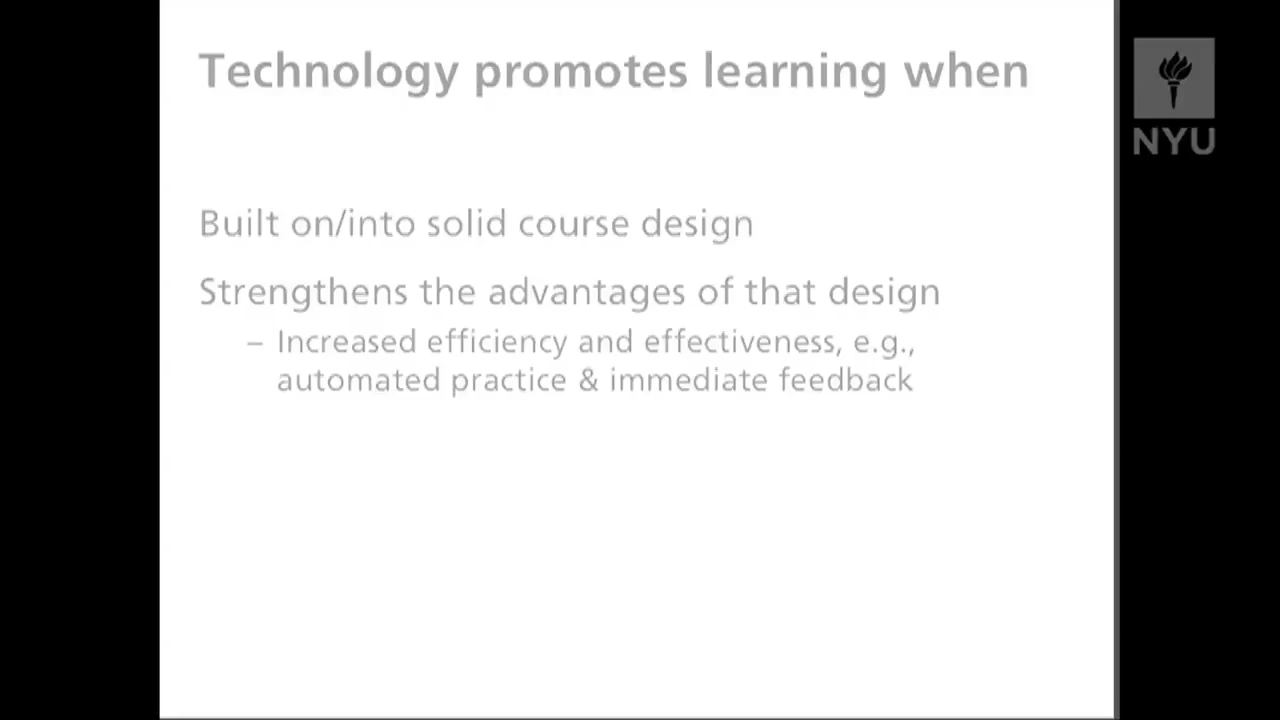 Technology promotes learning when
NYU
Built on/into solid course design
Strengthens the advantages of that design
– Increased efficiency and effectiveness, e.g.,
automated practice & immediate feedback